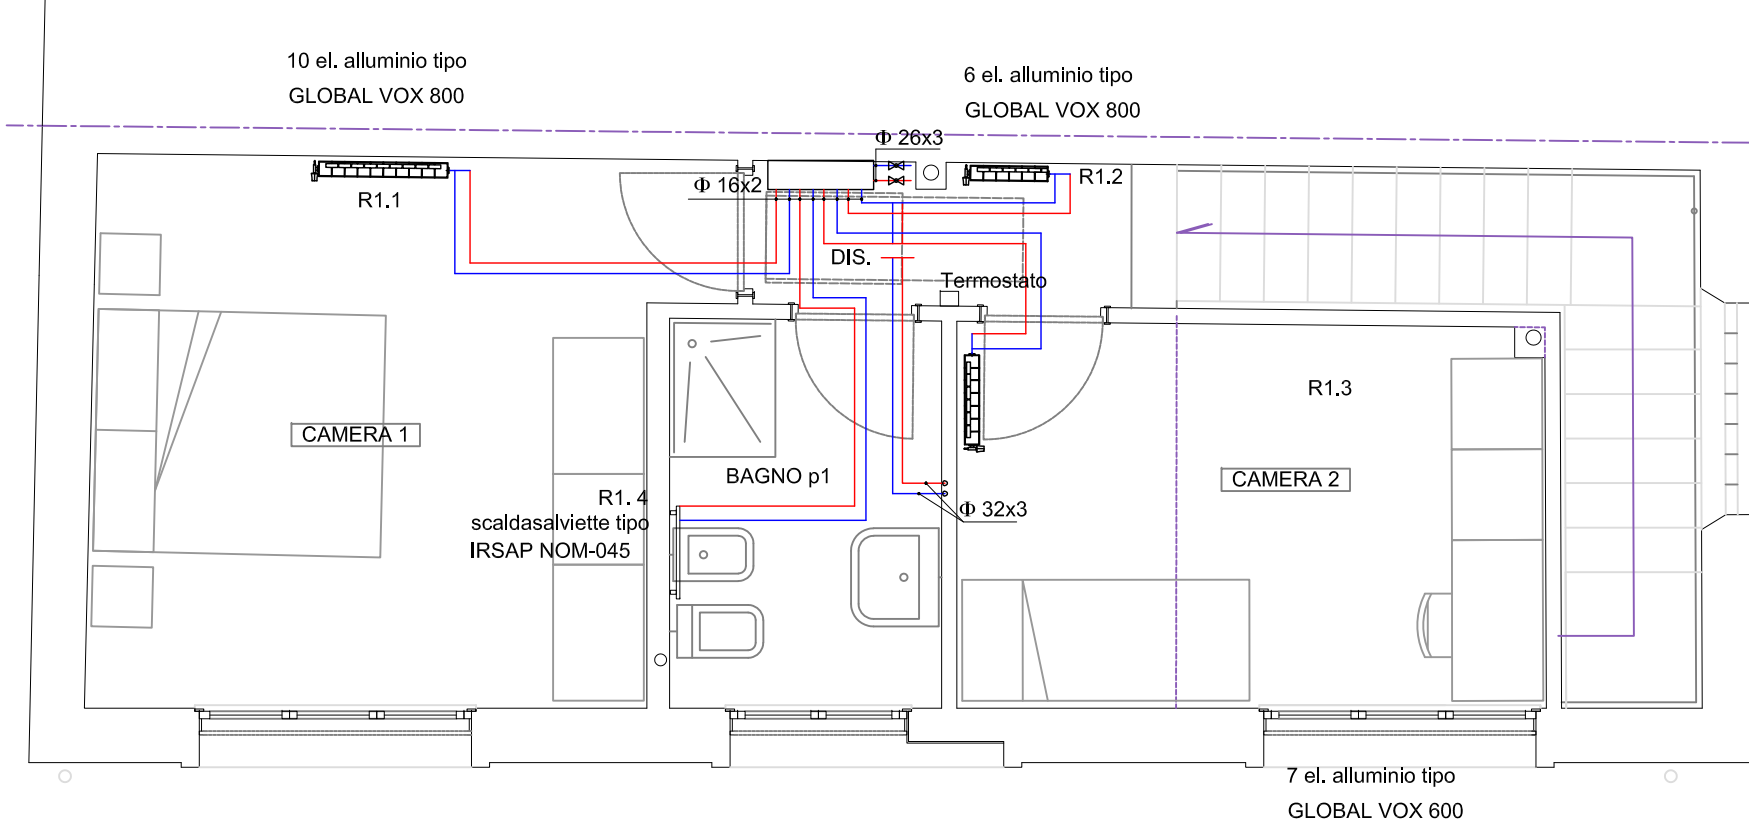 10 el. alluminio tipo
GLOBAL VOX 800
6 el. alluminio tipo
GLOBAL VOX 800
Φ 26x3
Φ 16x2
R1.1
R1.2
DIS.
Termostato
R1.3
CAMERA 1
BAGNO p1
CAMERA 2
R1. 4
scaldasalviette tipo
IRSAP NOM-045
Φ 32x3
7 el. alluminio tipo
GLOBAL VOX 600